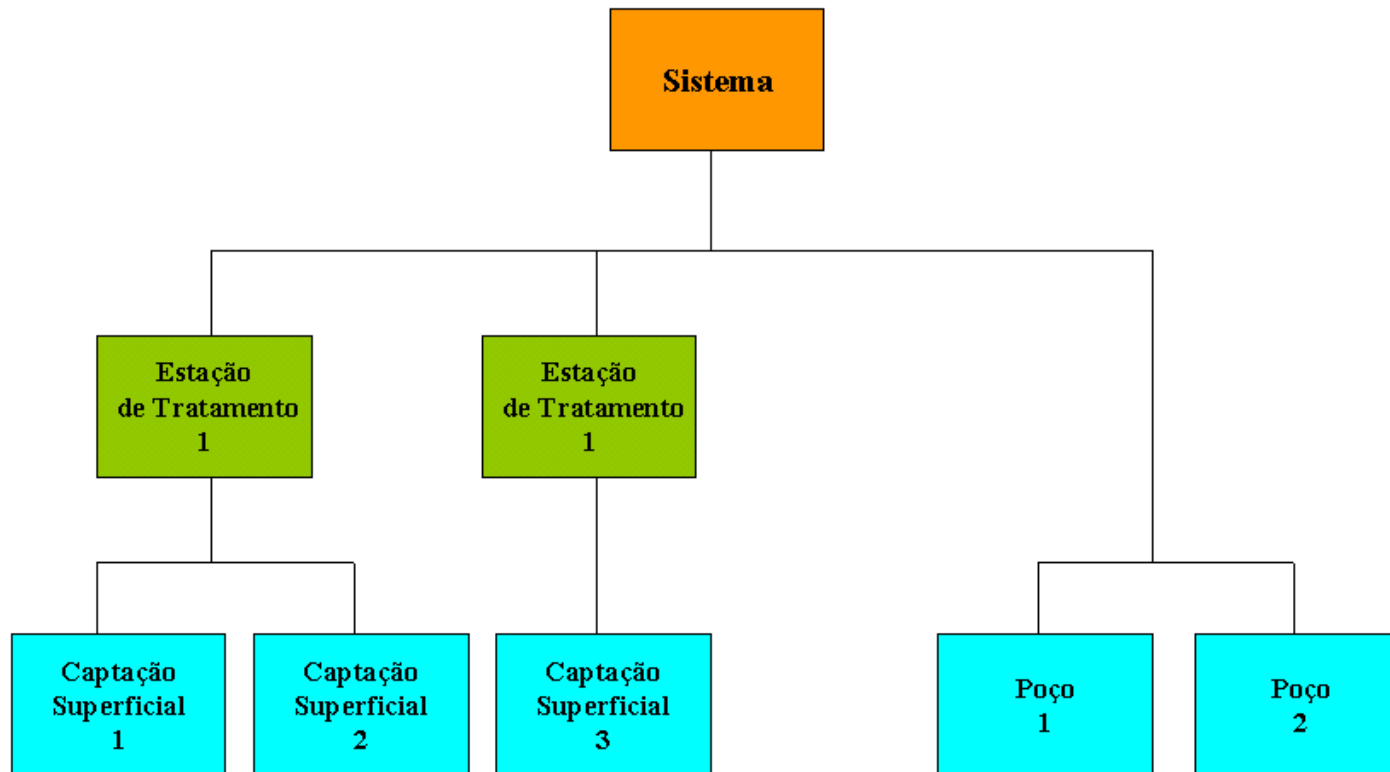 Sistema
Estação
de Tratamento
1
Estação
de Tratamento
1
Captação
Superficial
1
Captação
Superficial
2
Captação
Superficial
3
Poço
1
Poço
2